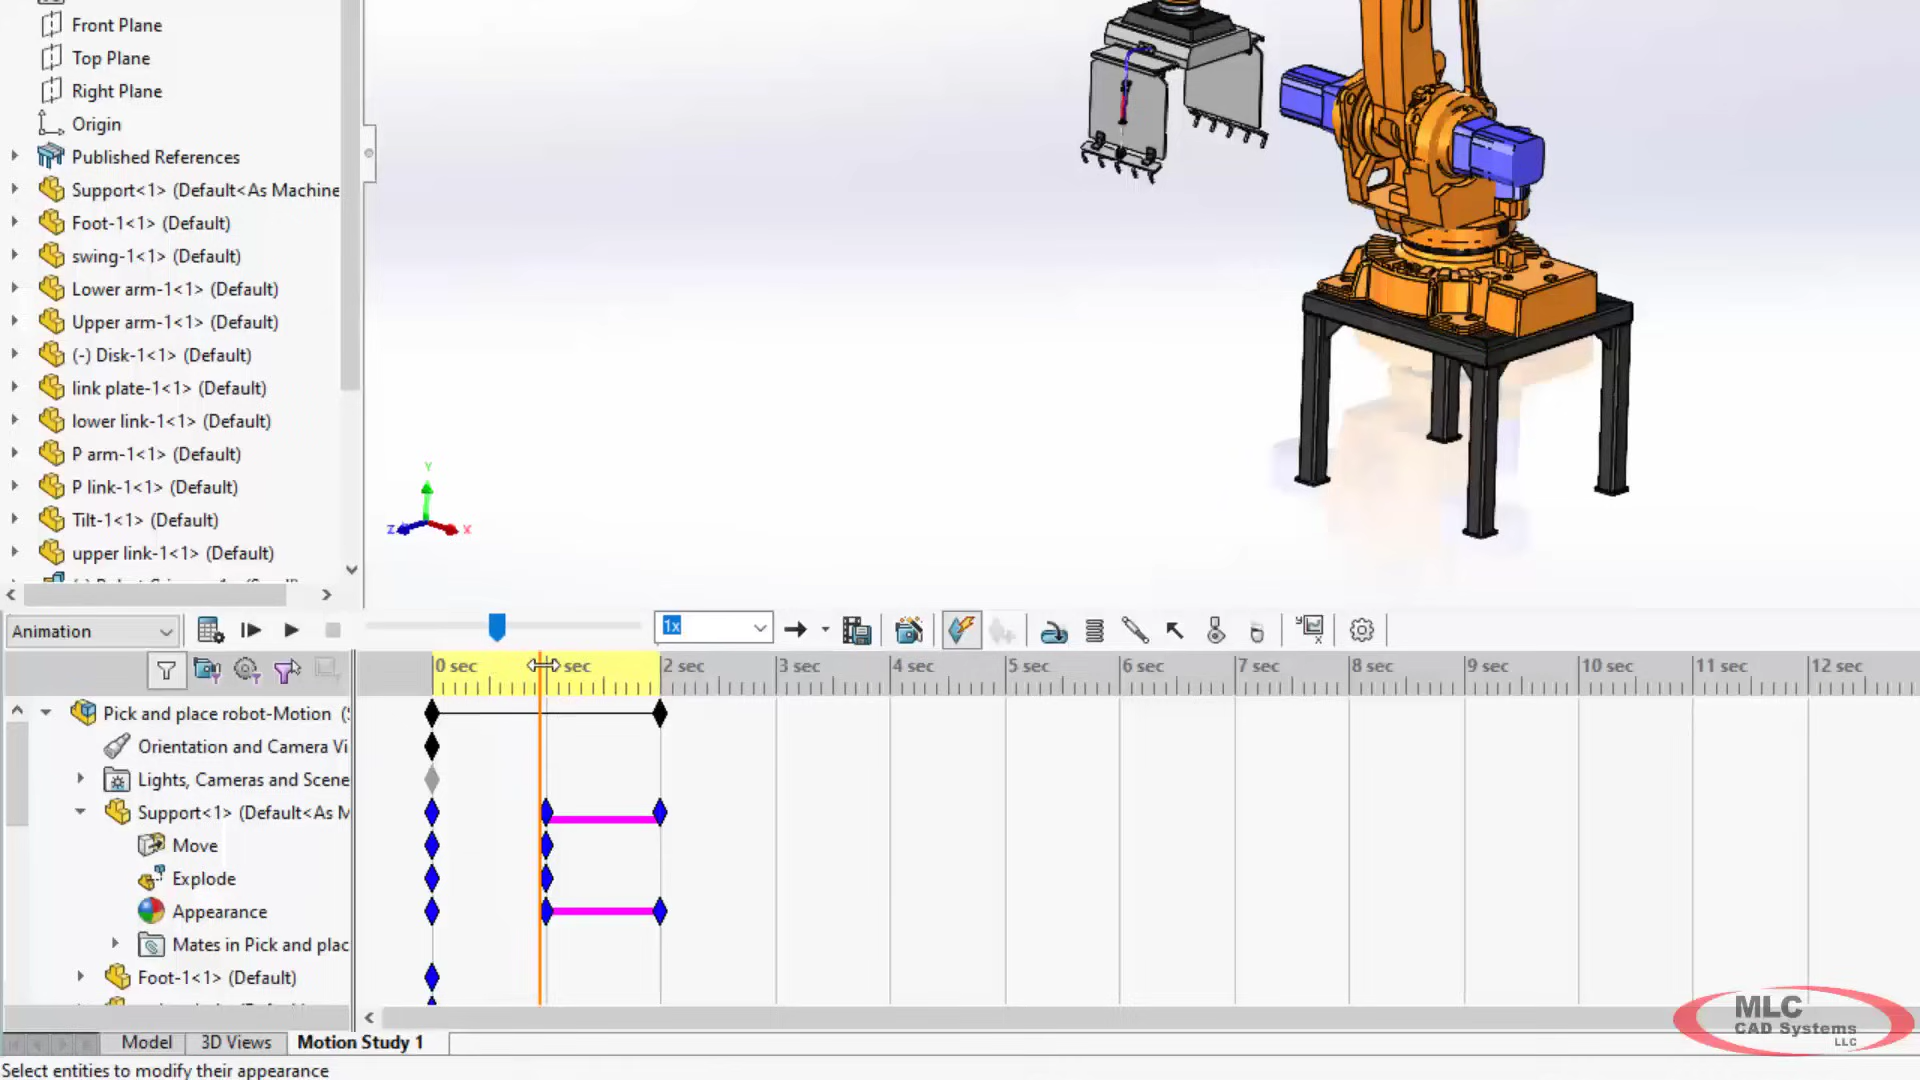 Front Plane
Top Plane
Right Plane
Origin
Published References
Support<1> (Default<As Machine
Foot-1<1> (Default)
swing-1<1> (Default)
Lower arm-1<1> (Default)
Upper arm-1<1> (Default)
(-) Disk-1<1> (Default)
link plate-1<1> (Default)
lower link-1<1> (Default)
P arm-1<1> (Default)
P link-1<1> (Default)
Tilt-1<1> (Default)
upper link-1<1> (Default)
Y
Z
X
Animation
1x
0 sec
sec
2 sec
3 sec
4 sec
5 sec
6 sec
7 sec
8 sec
9 sec
10 sec
11 sec
12 sec
Pick and place robot-Motion (S
Orientation and Camera Vi
Lights, Cameras and Scene
Support<1> (Default<As M
Move
Explode
Appearance
Mates in Pick and plac
Foot-1<1> (Default)
Model
3D Views
Motion Study 1
MLC
CAD Systems
LLC
Select entities to modify their appearance